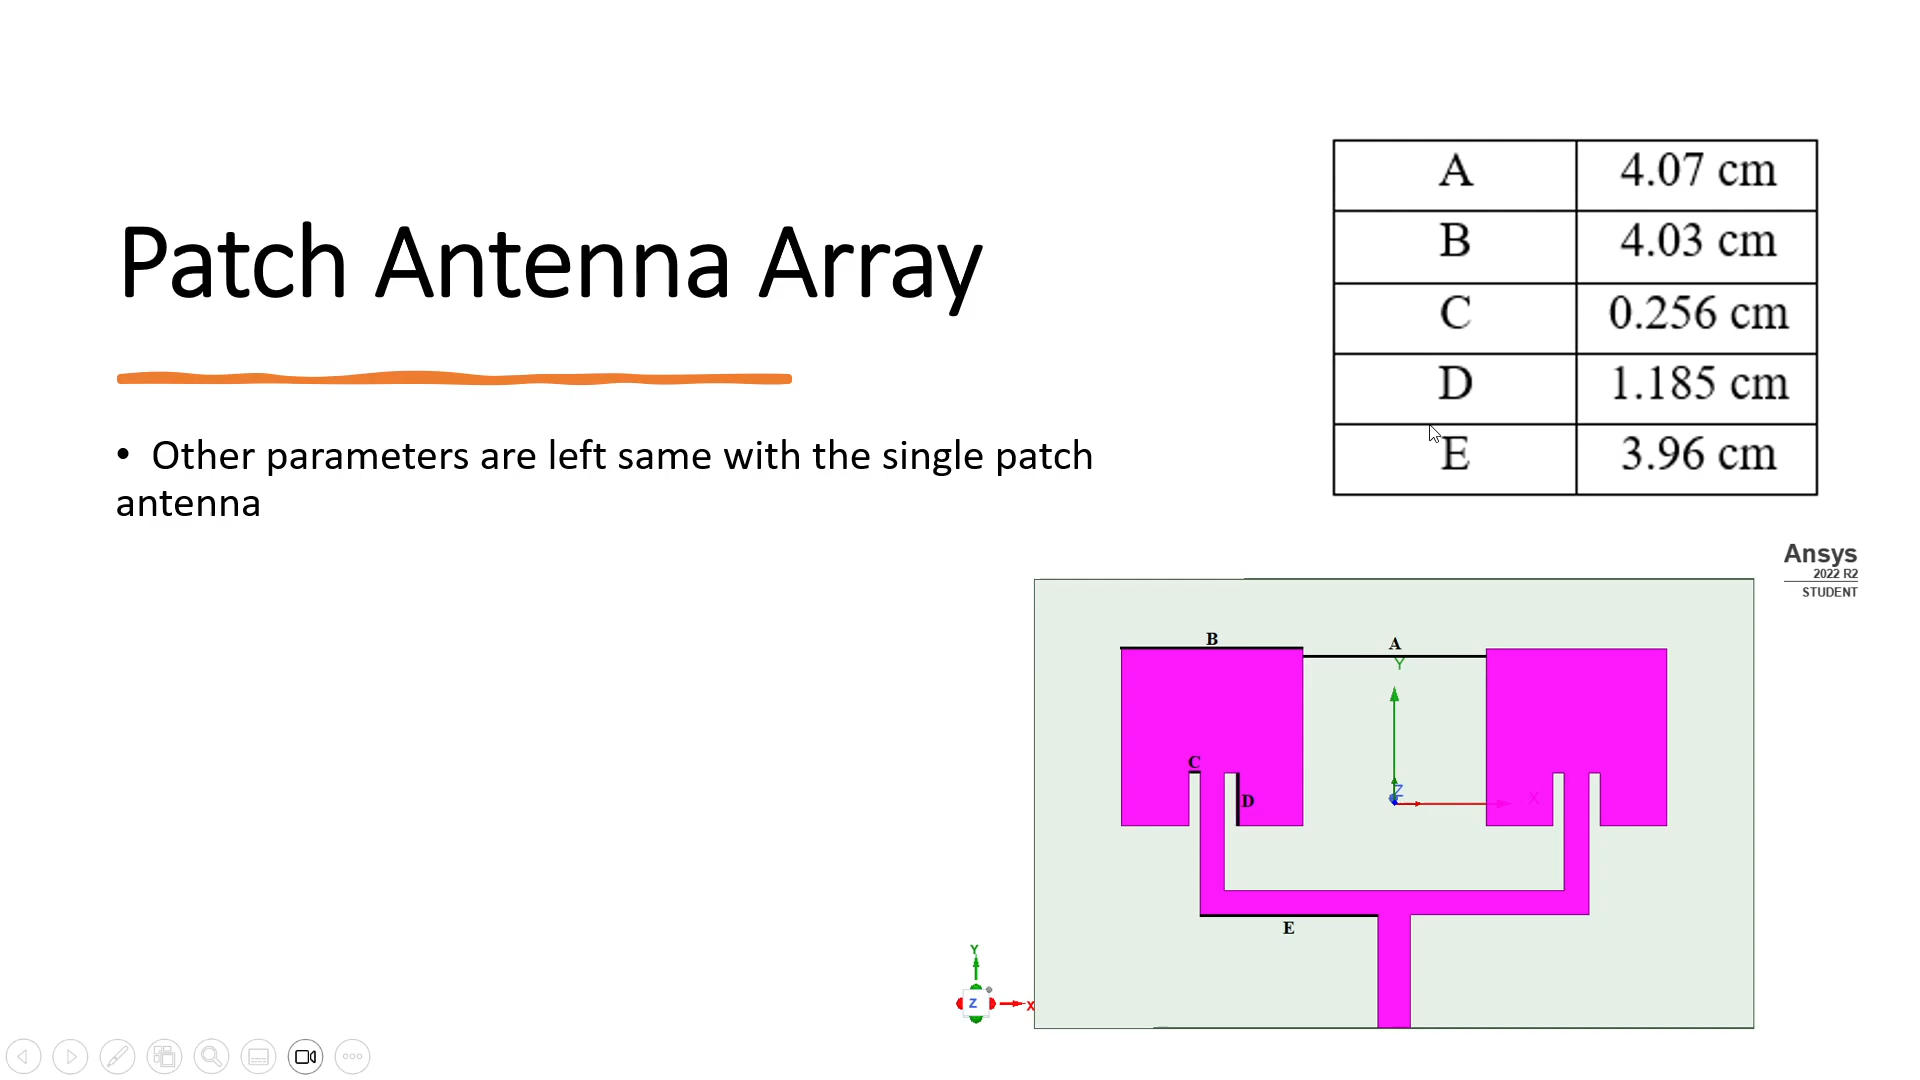 Patch Antenna Array
• Other parameters are left same with the single patch
antenna
A 4.07 cm
B 4.03 cm
C 0.256 cm
D 1.185 cm
E 3.96 cm
Ansys
2022 R2
STUDENT
B
A
Y
C
D
Z
X
E
Y
Z
X